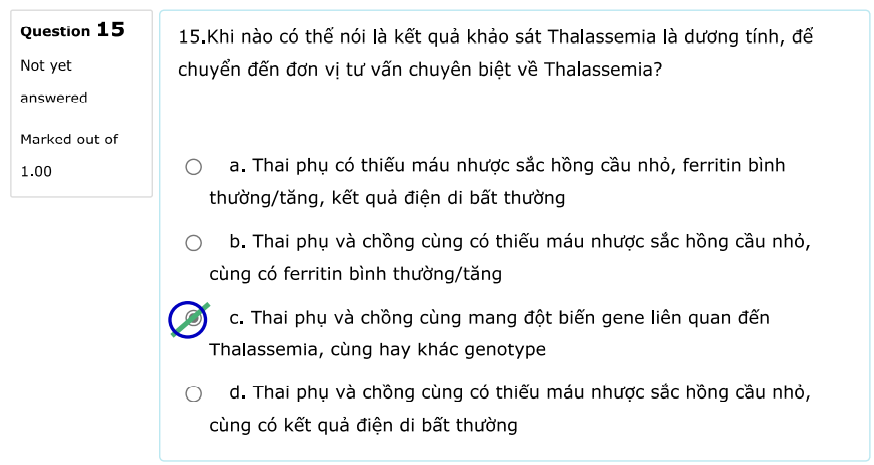 Question 15
Not yet
answered
Marked out of
1.00
15.Khi nào có thể nói là kết quả khảo sát Thalassemia là dương tính, để
chuyển đến đơn vị tư vấn chuyên biệt về Thalassemia?
a. Thai phụ có thiếu máu nhược sắc hồng cầu nhỏ, ferritin bình
thường/tăng, kết quả điện di bất thường
b. Thai phụ và chồng cùng có thiếu máu nhược sắc hồng cầu nhỏ,
cùng có ferritin bình thường/tăng
c. Thai phụ và chồng cùng mang đột biến gene liên quan đến
Thalassemia, cùng hay khác genotype
d. Thai phụ và chồng cùng có thiếu máu nhược sắc hồng cầu nhỏ,
cùng có kết quả điện di bất thường